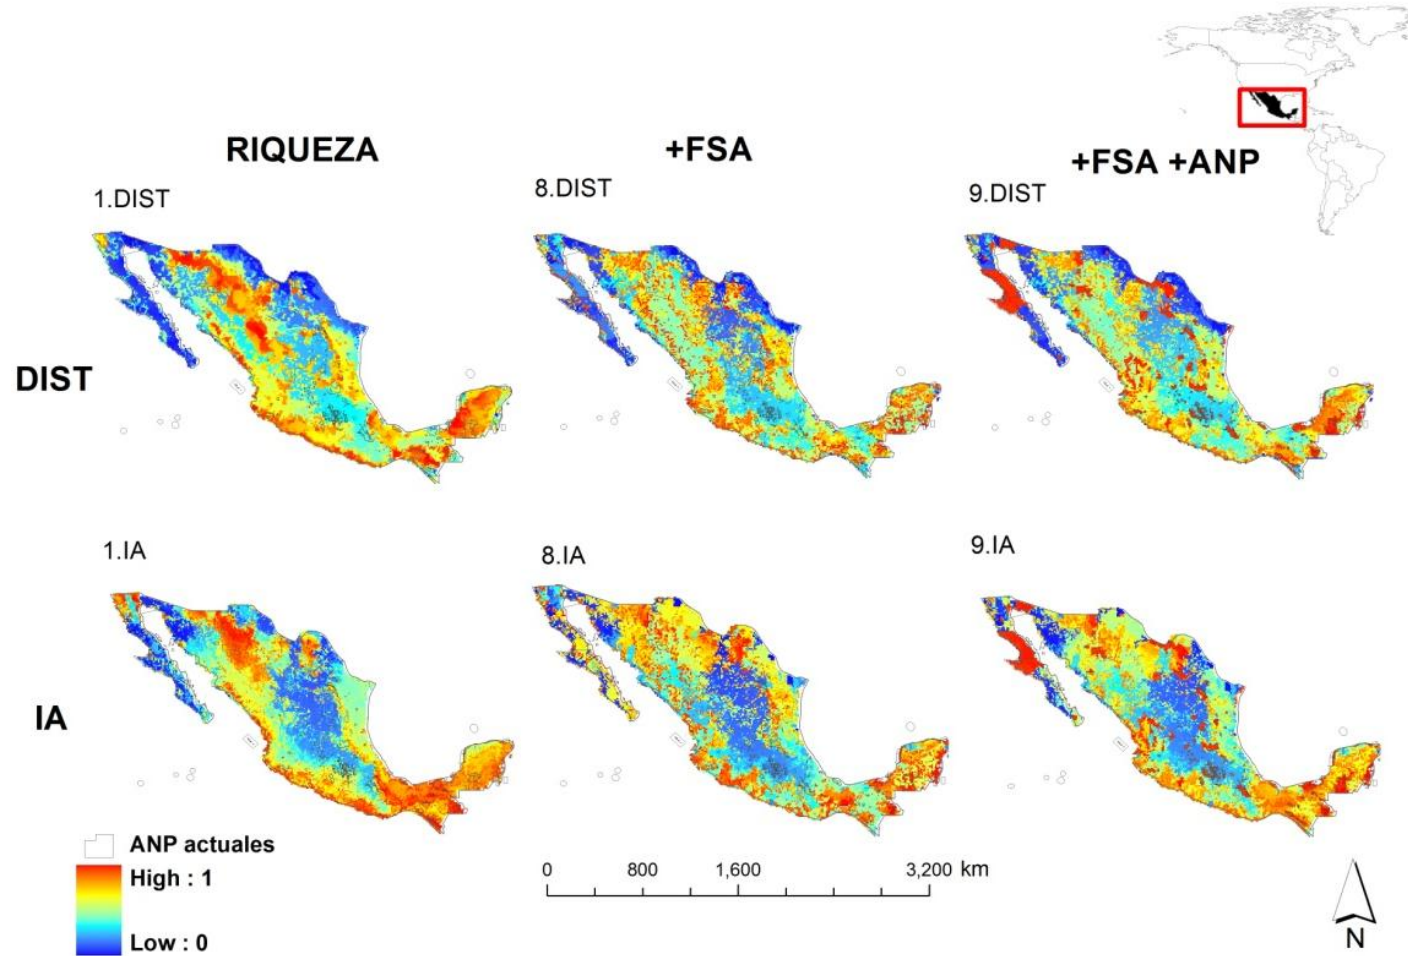 RIQUEZA
+FSA
+FSA +ANP
1.DIST
8.DIST
9.DIST
DIST
1.IA
8.IA
9.IA
IA
ANP actuales
High : 1
Low : 0
0 800 1,600 3,200 km
N